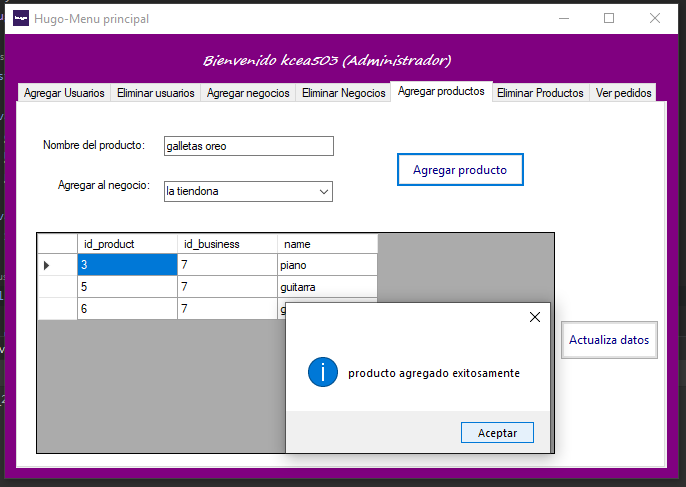 Hugo-Menu principal
Bienvenido kcea503 (Administrador)
Agregar Usuarios Eliminar usuarios Agregar negocios Eliminar Negocios Agregar productos Eliminar Productos Ver pedidos
Nombre del producto: galletas oreo
Agregar producto
Agregar al negocio: la tiendona
id_product id_business name
3 7 piano
5 7 guitarra
6 7
Actualiza datos
producto agregado exitosamente
Aceptar